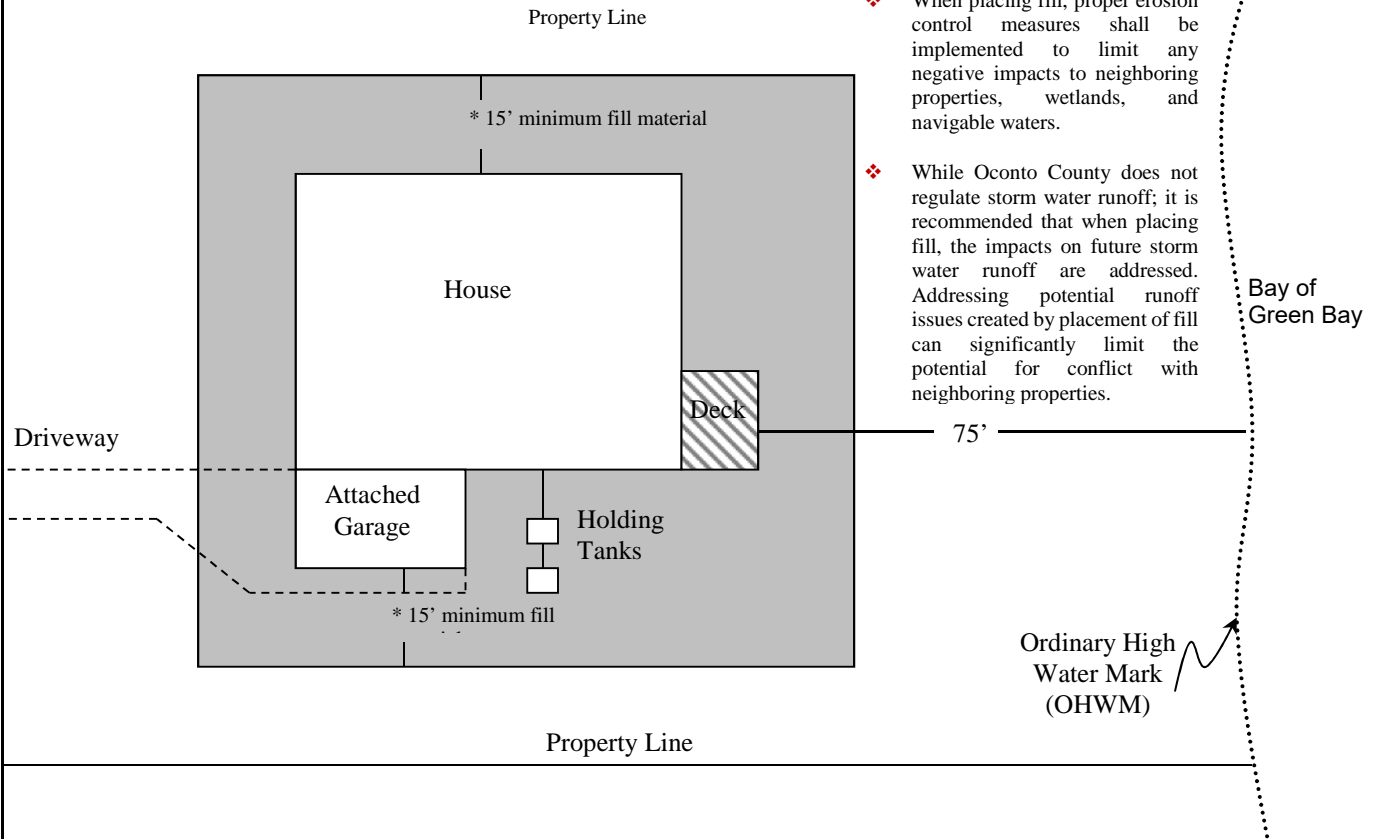 Property Line
❖ When placing fill, proper erosion
control measures shall be
implemented to limit any
negative impacts to neighboring
properties, wetlands, and
navigable waters.
* 15’ minimum fill material
❖ While Oconto County does not
regulate storm water runoff; it is
recommended that when placing
fill, the impacts on future storm
water runoff are addressed.
Addressing potential runoff
issues created by placement of fill
can significantly limit the
potential for conflict with
neighboring properties.
House
Bay of
Green Bay
Deck
75’
Driveway
Attached
Garage
Holding
Tanks
* 15’ minimum fill
Ordinary High
Water Mark
(OHWM)
Property Line